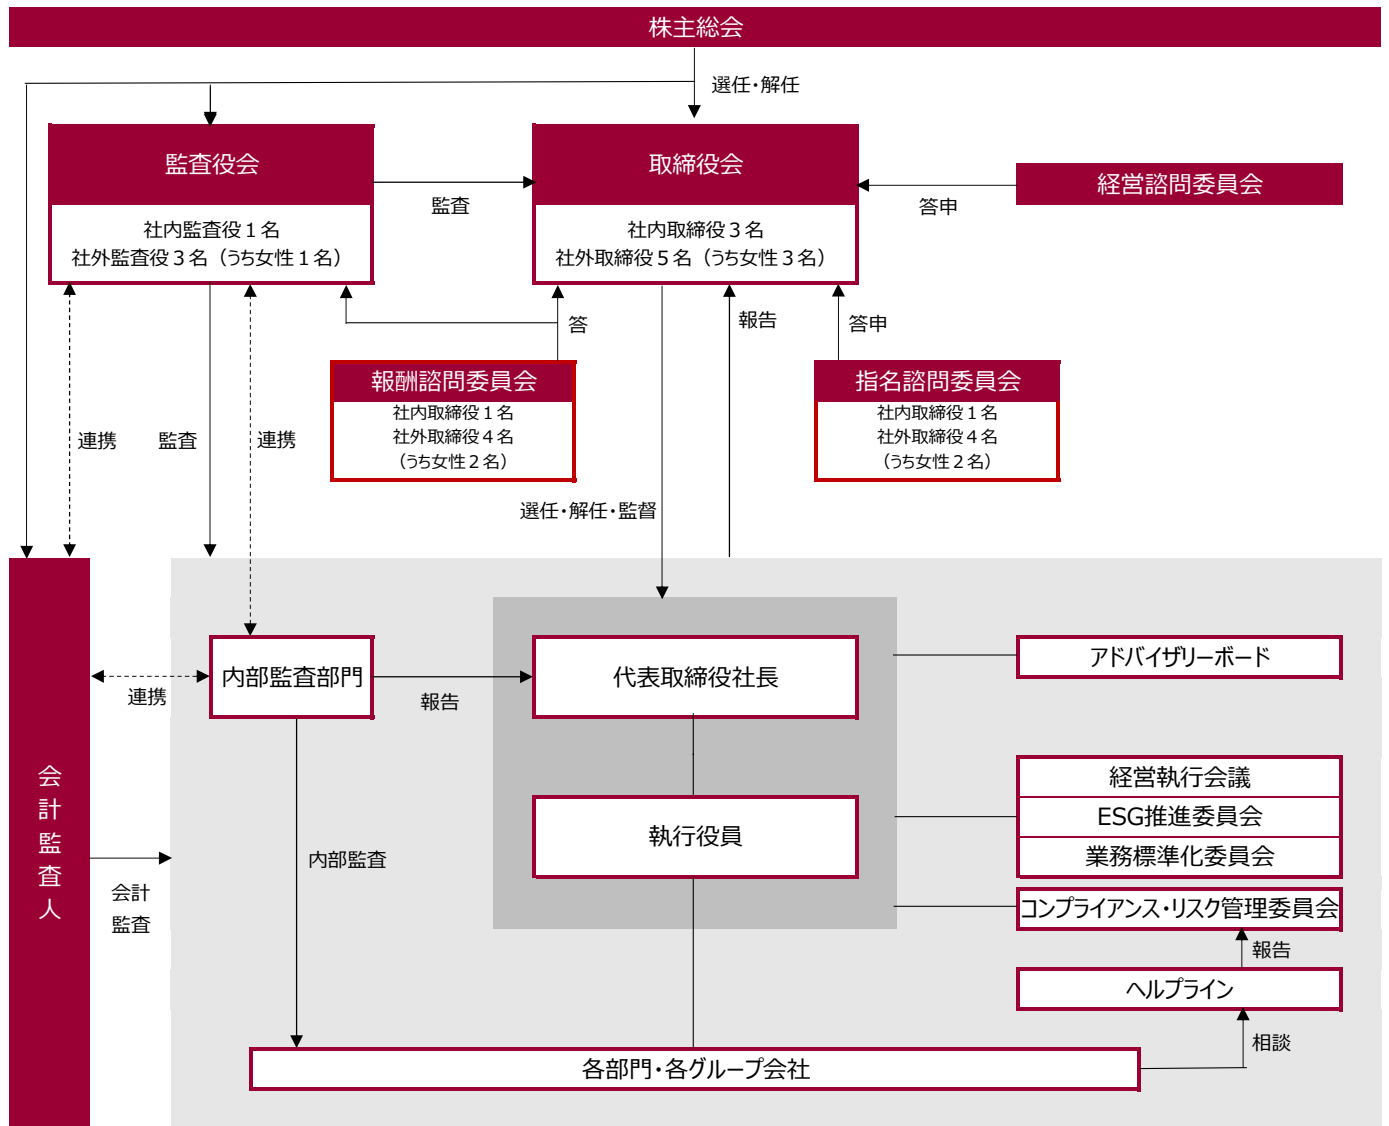 株主総会
選任・解任
監査役会
社内監査役１名
社外監査役３名（うち女性１名）
監査
取締役会
社内取締役３名
社外取締役５名（うち女性３名）
答申
経営諮問委員会
答
報告
答申
報酬諮問委員会
社内取締役１名
社外取締役４名
（うち女性２名）
指名諮問委員会
社内取締役１名
社外取締役４名
（うち女性２名）
連携
監査
連携
選任・解任・監督
内部監査部門
報告
代表取締役社長
アドバイザリーボード
連携
会計監査人
会計
監査
内部監査
執行役員
経営執行会議
ESG推進委員会
業務標準化委員会
コンプライアンス・リスク管理委員会
報告
ヘルプライン
相談
各部門・各グループ会社